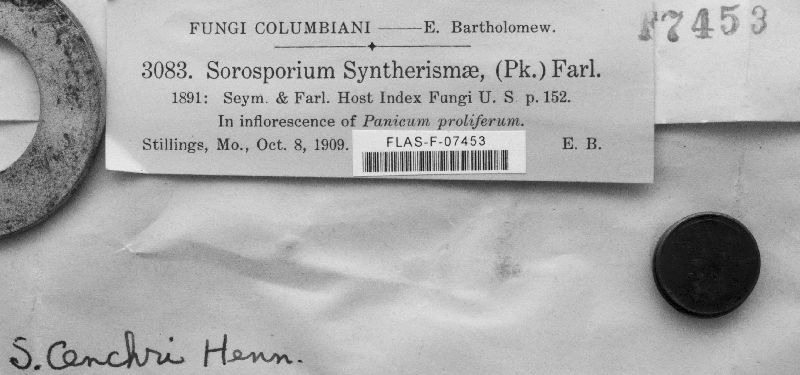 FUNGI COLUMBIANI —— E. Bartholomew.
F7453
3083. Sorosporium Syntherismæ, (Pk.) Farl.
1891: Seym. & Farl. Host Index Fungi U. S. p. 152.
In inflorescence of Panicum proliferum.
Stillings, Mo., Oct. 8, 1909. E. B.
FLAS-F-07453
S. Cenchri Henn.